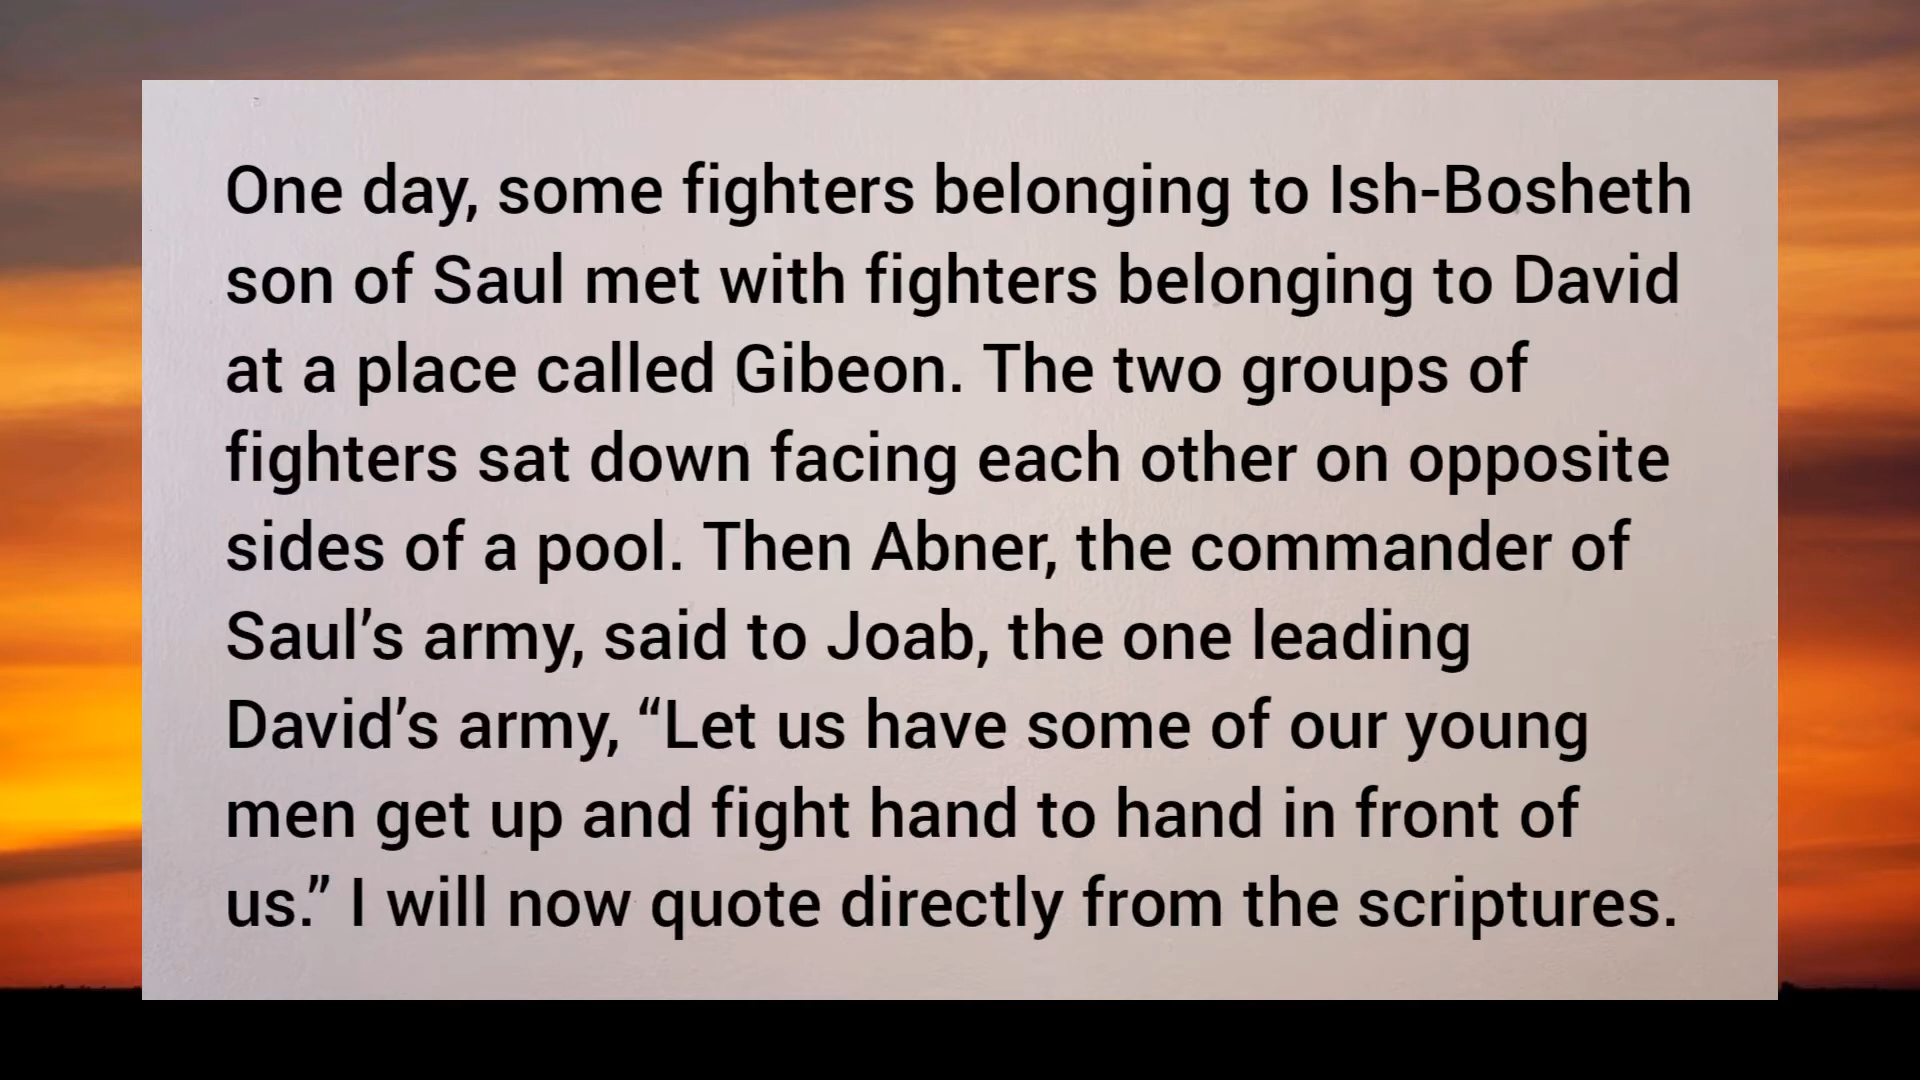 One day, some fighters belonging to Ish-Bosheth
son of Saul met with fighters belonging to David
at a place called Gibeon. The two groups of
fighters sat down facing each other on opposite
sides of a pool. Then Abner, the commander of
Saul’s army, said to Joab, the one leading
David’s army, “Let us have some of our young
men get up and fight hand to hand in front of
us.” I will now quote directly from the scriptures.